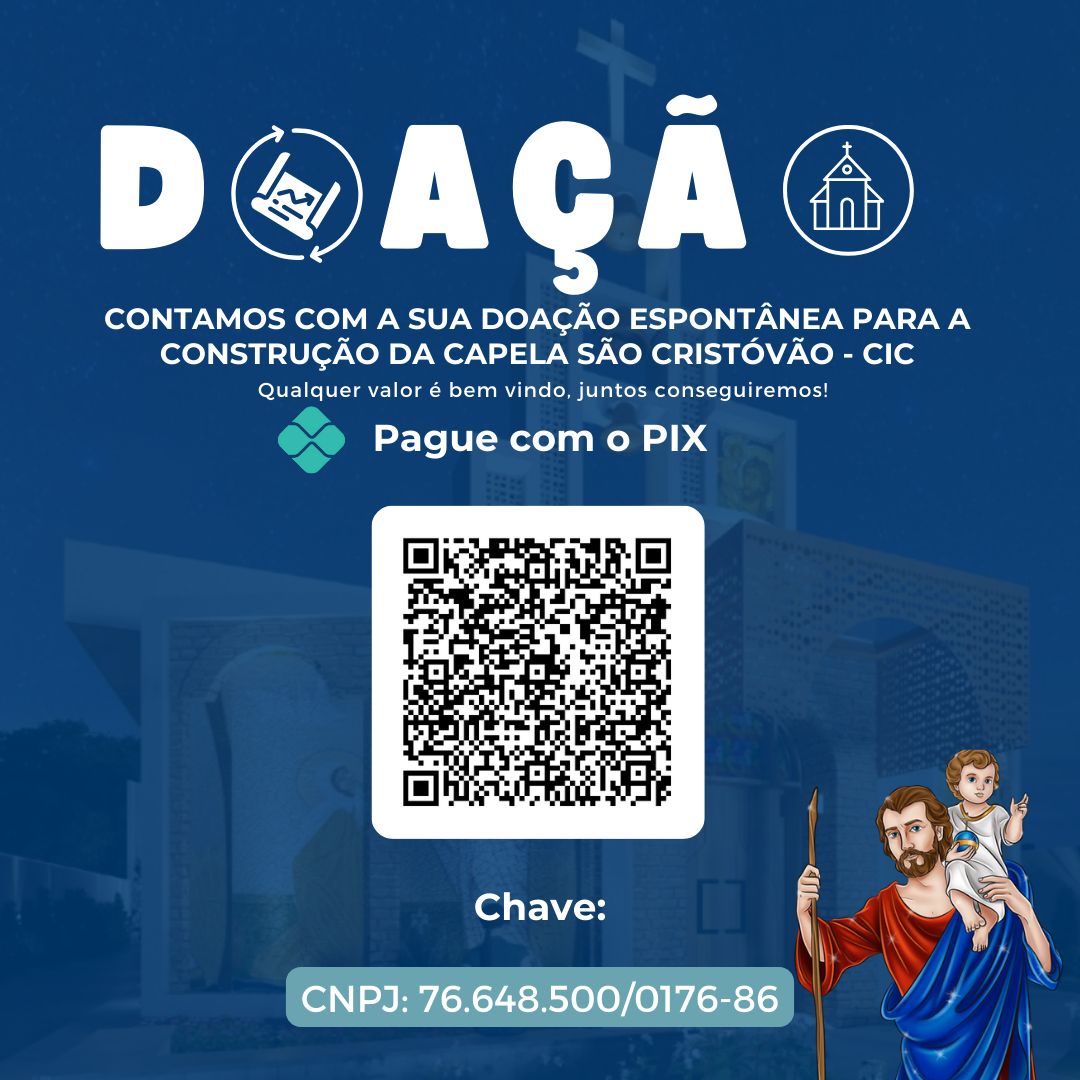 DOAÇÃO
CONTAMOS COM A SUA DOAÇÃO ESPONTÂNEA PARA A
CONSTRUÇÃO DA CAPELA SÃO CRISTÓVÃO - CIC
Qualquer valor é bem vindo, juntos conseguiremos!
Pague com o PIX
Chave:
CNPJ: 76.648.500/0176-86